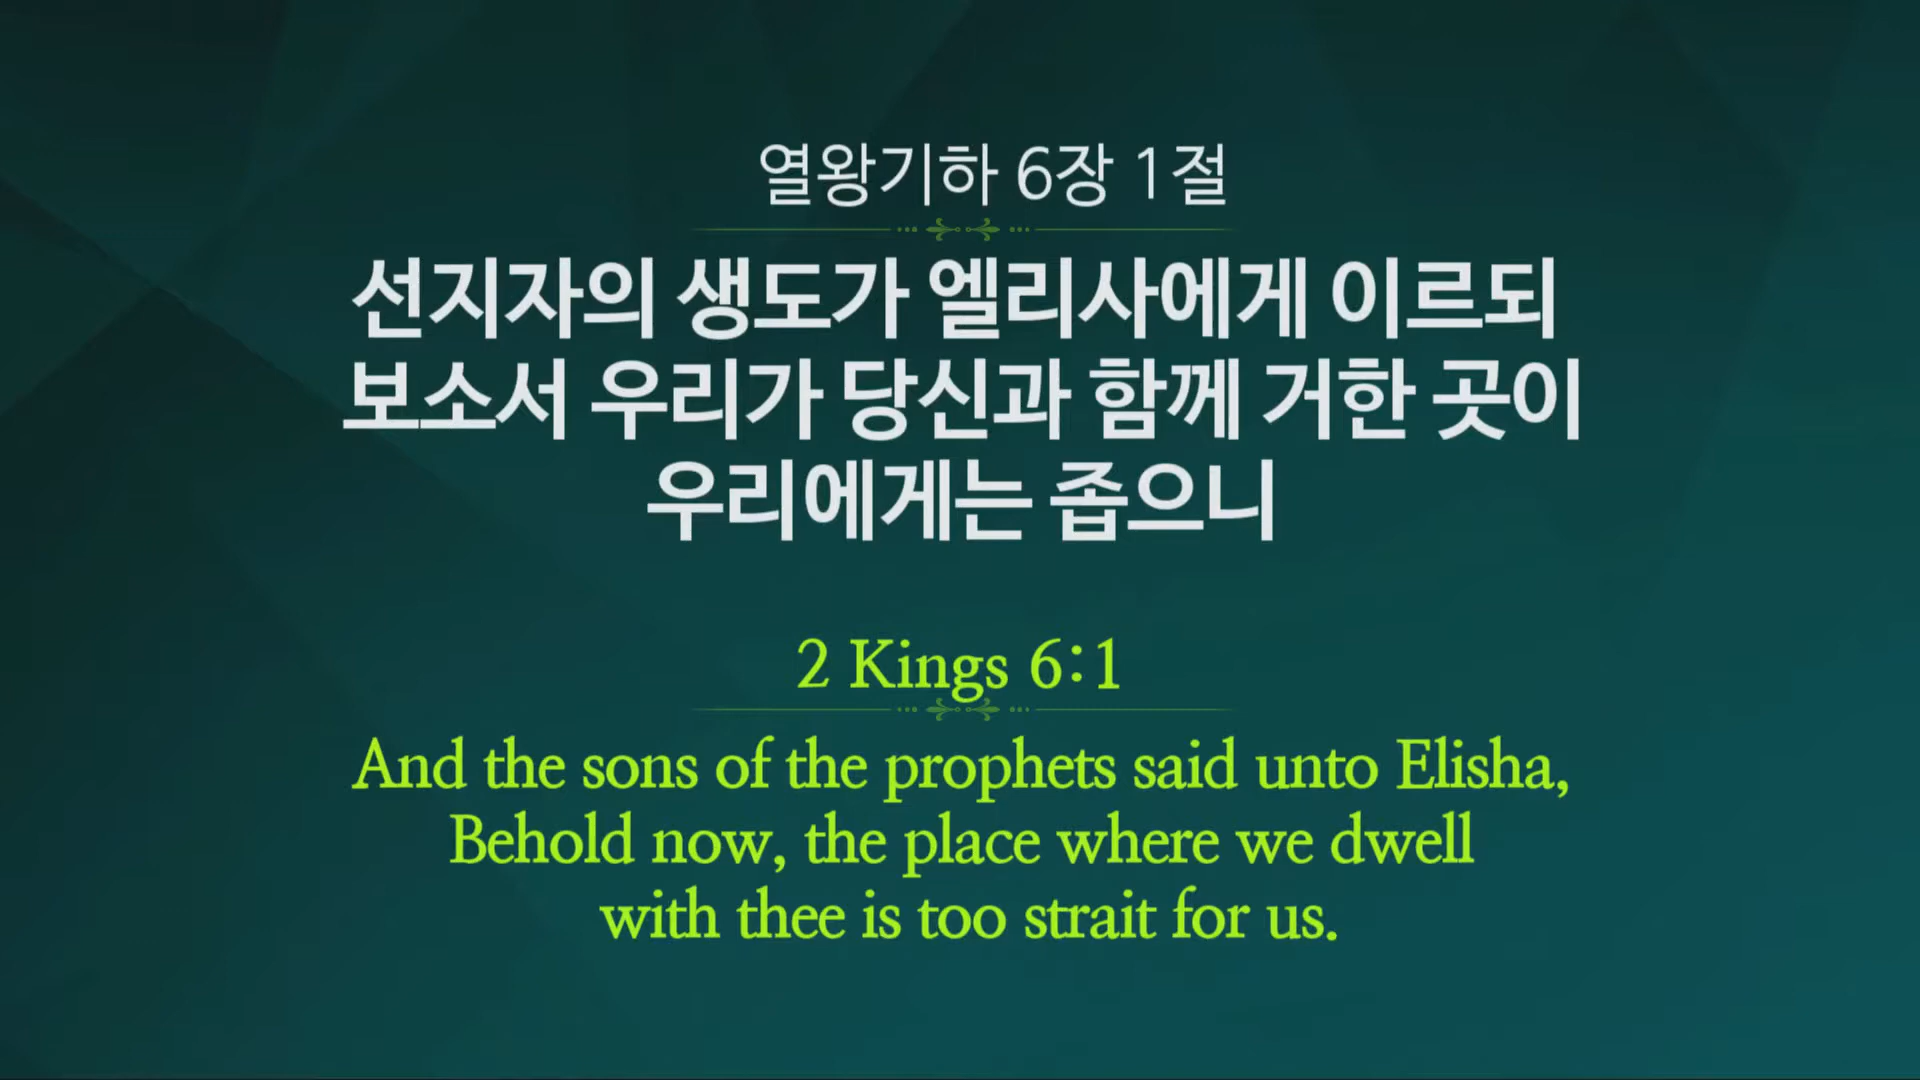 열왕기하 6장 1절
선지자의 생도가 엘리사에게 이르되
보소서 우리가 당신과 함께 거한 곳이
우리에게는 좁으니
2 Kings 6:1
And the sons of the prophets said unto Elisha,
Behold now, the place where we dwell
with thee is too strait for us.